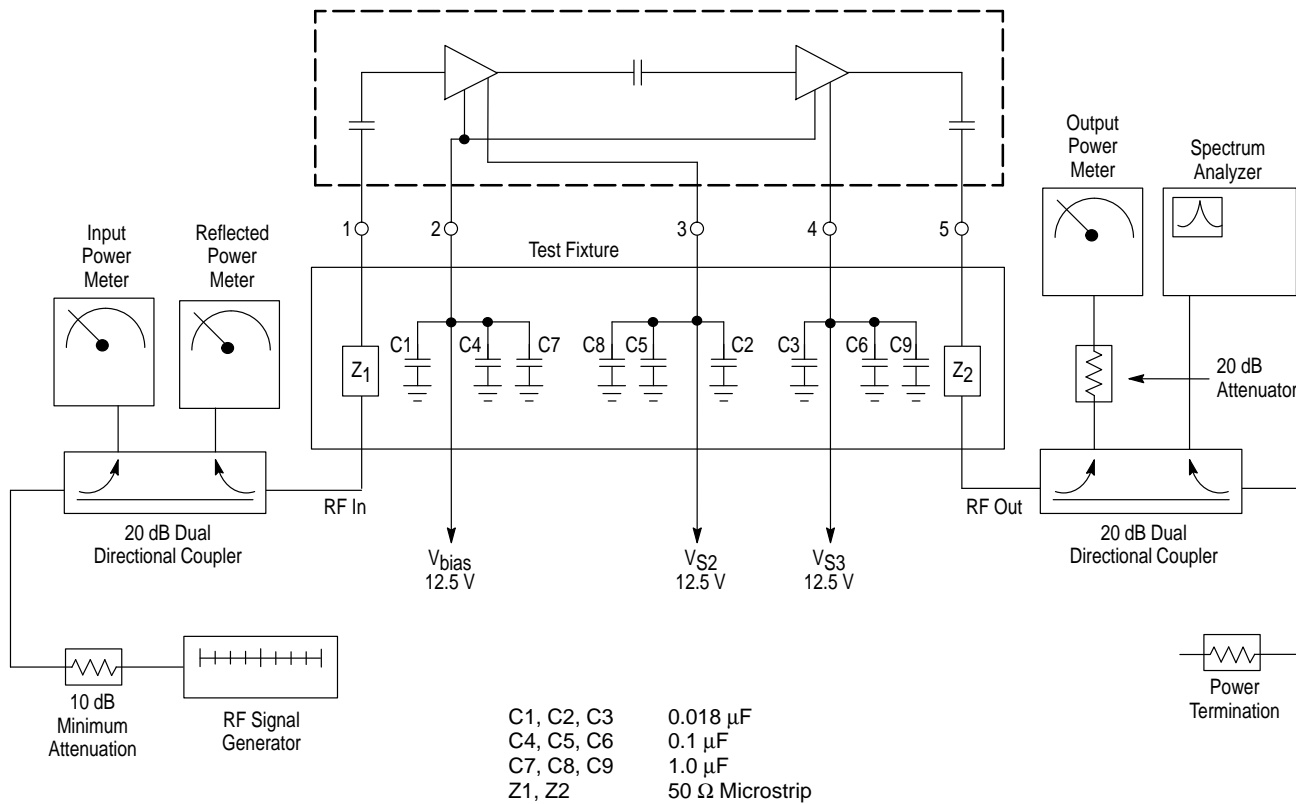 Output
Power
Meter
Spectrum
Analyzer
1
2
3
4
5
Input
Power
Meter
Reflected
Power
Meter
Test Fixture
C1
C4
C7
C8
C5
C2
C3
C6
C9
Z1
Z2
20 dB
Attenuator
RF In
RF Out
20 dB Dual
Directional Coupler
20 dB Dual
Directional Coupler
Vbias
12.5 V
VS2
12.5 V
VS3
12.5 V
10 dB
Minimum
Attenuation
RF Signal
Generator
Power
Termination
C1, C2, C3 0.018 μF
C4, C5, C6 0.1 μF
C7, C8, C9 1.0 μF
Z1, Z2 50 Ω Microstrip